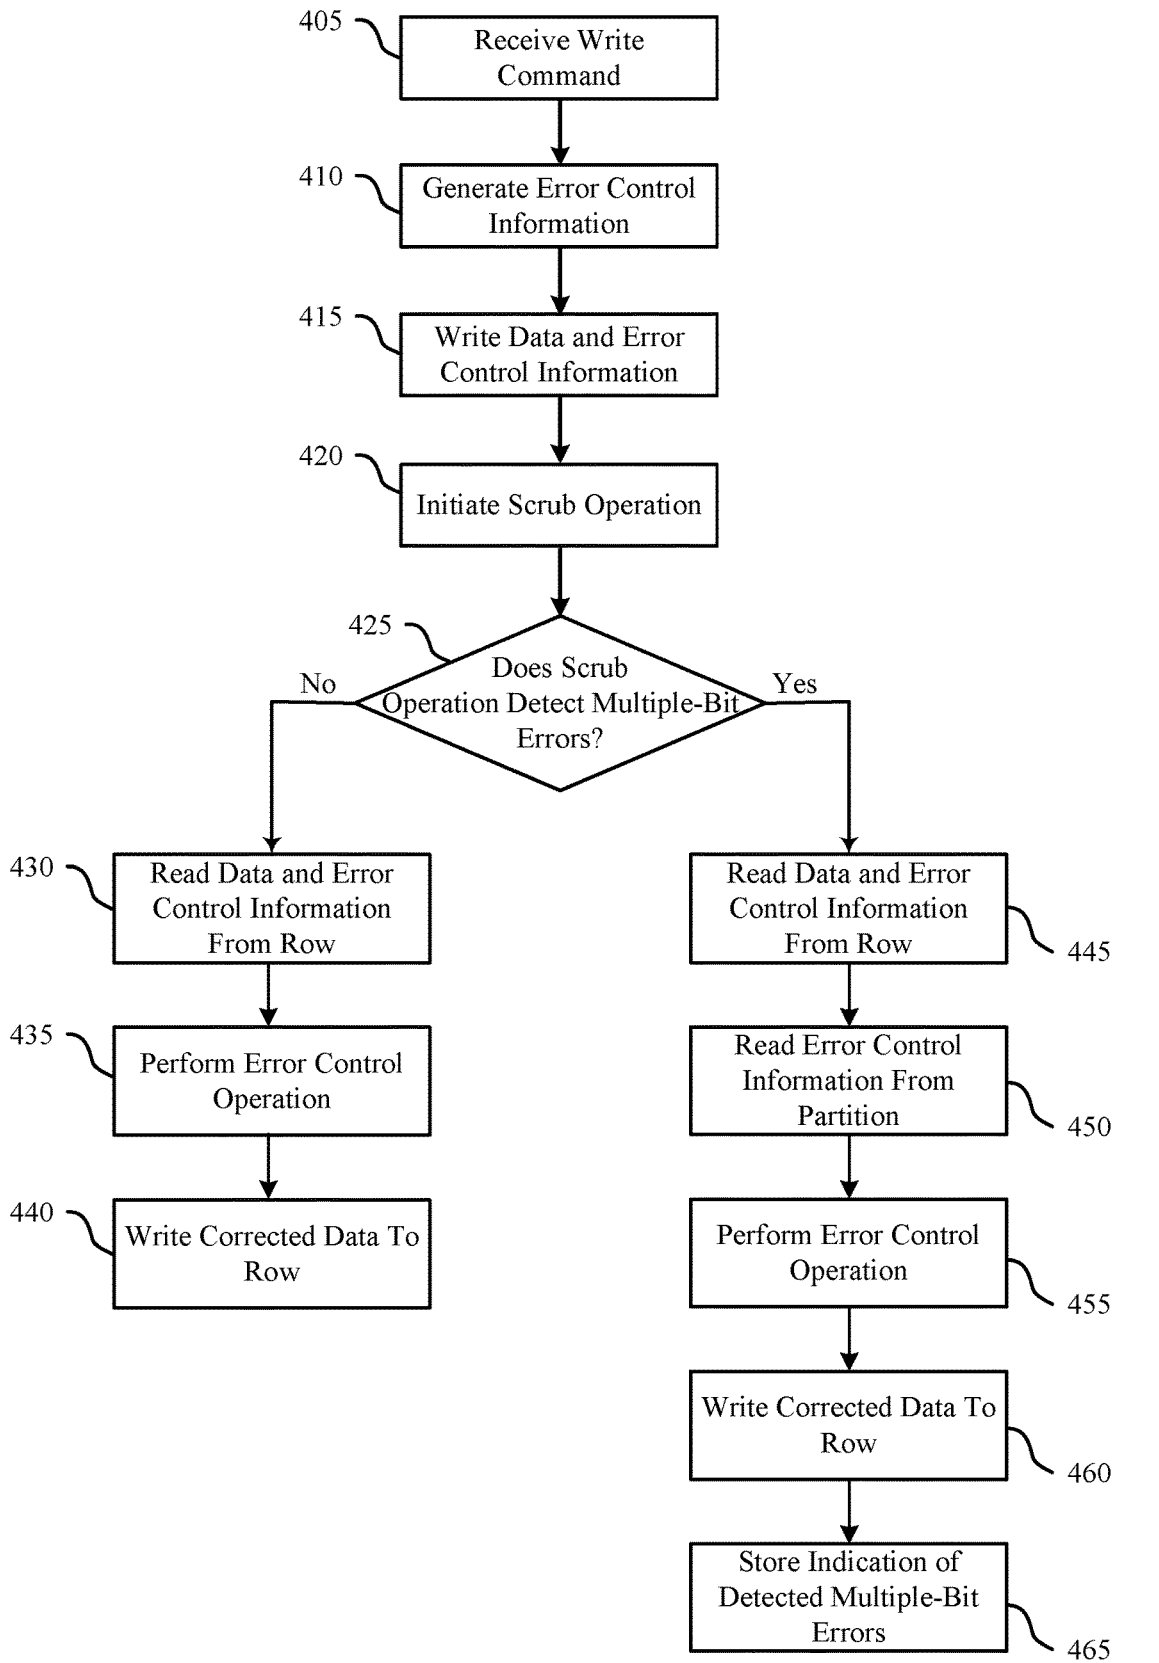 405
Receive Write
Command
410
Generate Error Control
Information
415
Write Data and Error
Control Information
420
Initiate Scrub Operation
425
Does Scrub
Operation Detect Multiple-Bit
Errors?
No
Yes
430
Read Data and Error
Control Information
From Row
435
Perform Error Control
Operation
440
Write Corrected Data To
Row
Read Data and Error
Control Information
From Row
445
Read Error Control
Information From
Partition
450
Perform Error Control
Operation
455
Write Corrected Data To
Row
460
Store Indication of
Detected Multiple-Bit
Errors
465